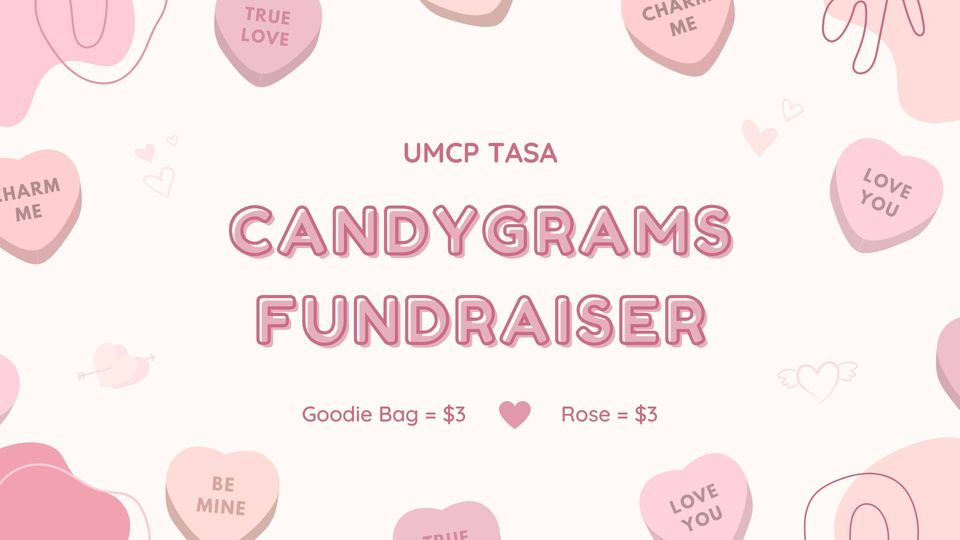 TRUE
LOVE
CHARM
ME
UMCP TASA
CHARM
ME
LOVE
YOU
CANDYGRAMS
FUNDRAISER
Goodie Bag = $3
Rose = $3
BE
MINE
LOVE
YOU
TRUE